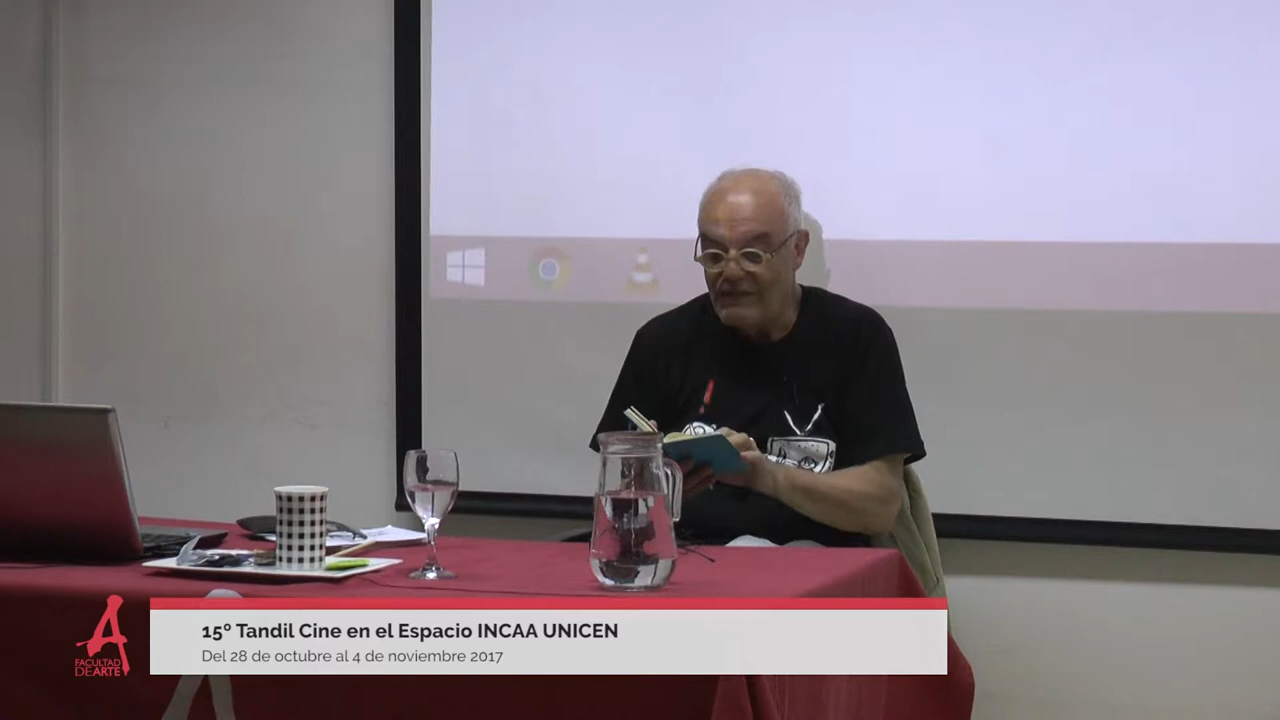 15º Tandil Cine en el Espacio INCAA UNICEN
Del 28 de octubre al 4 de noviembre 2017
FACULTAD
DE ARTE